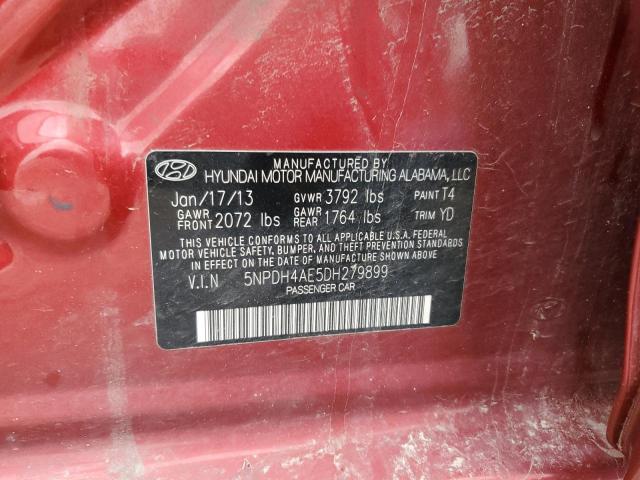 MANUFACTURED BY
HYUNDAI MOTOR MANUFACTURING ALABAMA, LLC
Jan/17/13 GVWR 3792 lbs PAINT T4
GAWR FRONT 2072 lbs GAWR REAR 1764 lbs TRIM YD
THIS VEHICLE CONFORMS TO ALL APPLICABLE U.S.A. FEDERAL
MOTOR VEHICLE SAFETY, BUMPER, AND THEFT PREVENTION STANDARDS
IN EFFECT ON THE DATE OF MANUFACTURE SHOWN ABOVE.
V.I.N 5NPDH4AE5DH279899
PASSENGER CAR